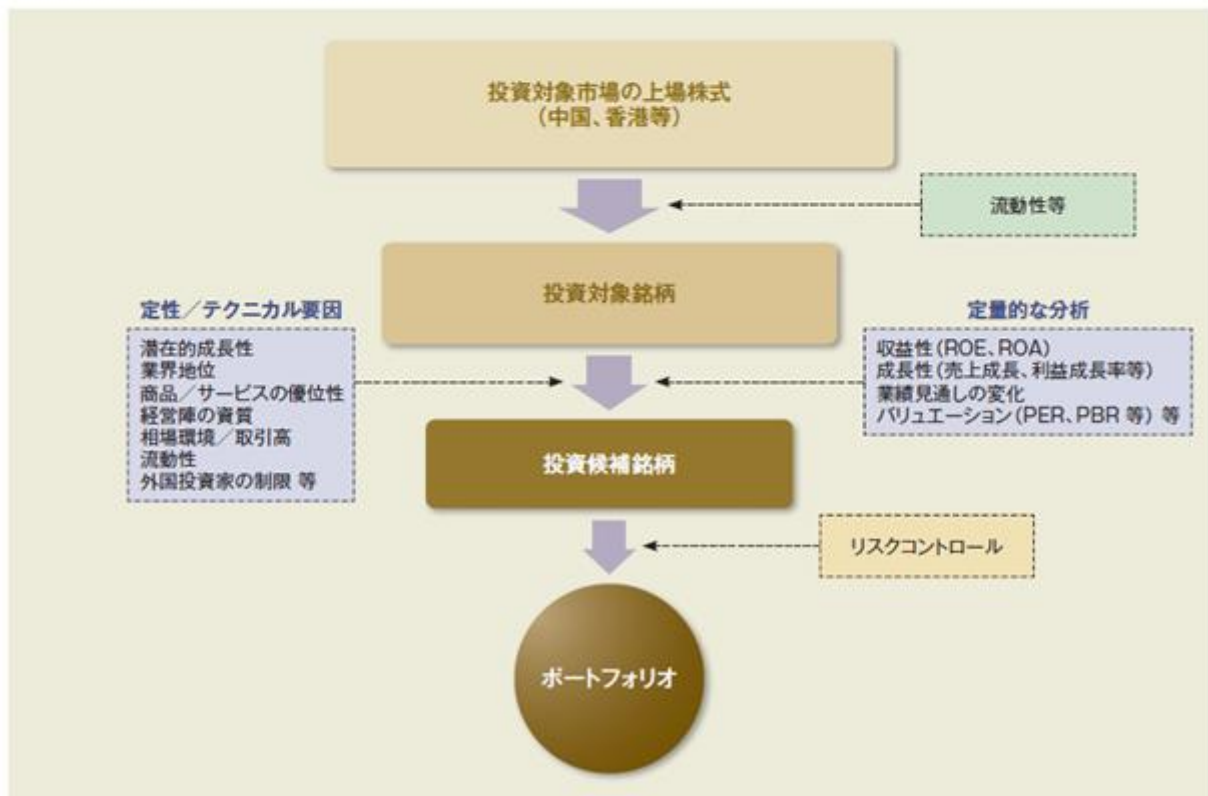 投資対象市場の上場株式
（中国、香港等）
流動性等
投資対象銘柄
定性／テクニカル要因
潜在的成長性
業界地位
商品／サービスの優位性
経営陣の資質
相場環境／取引高
流動性
外国投資家の制限 等
定量的な分析
収益性（ROE、ROA）
成長性（売上成長、利益成長率等）
業績見通しの変化
バリュエーション（PER、PBR 等） 等
投資候補銘柄
リスクコントロール
ポートフォリオ